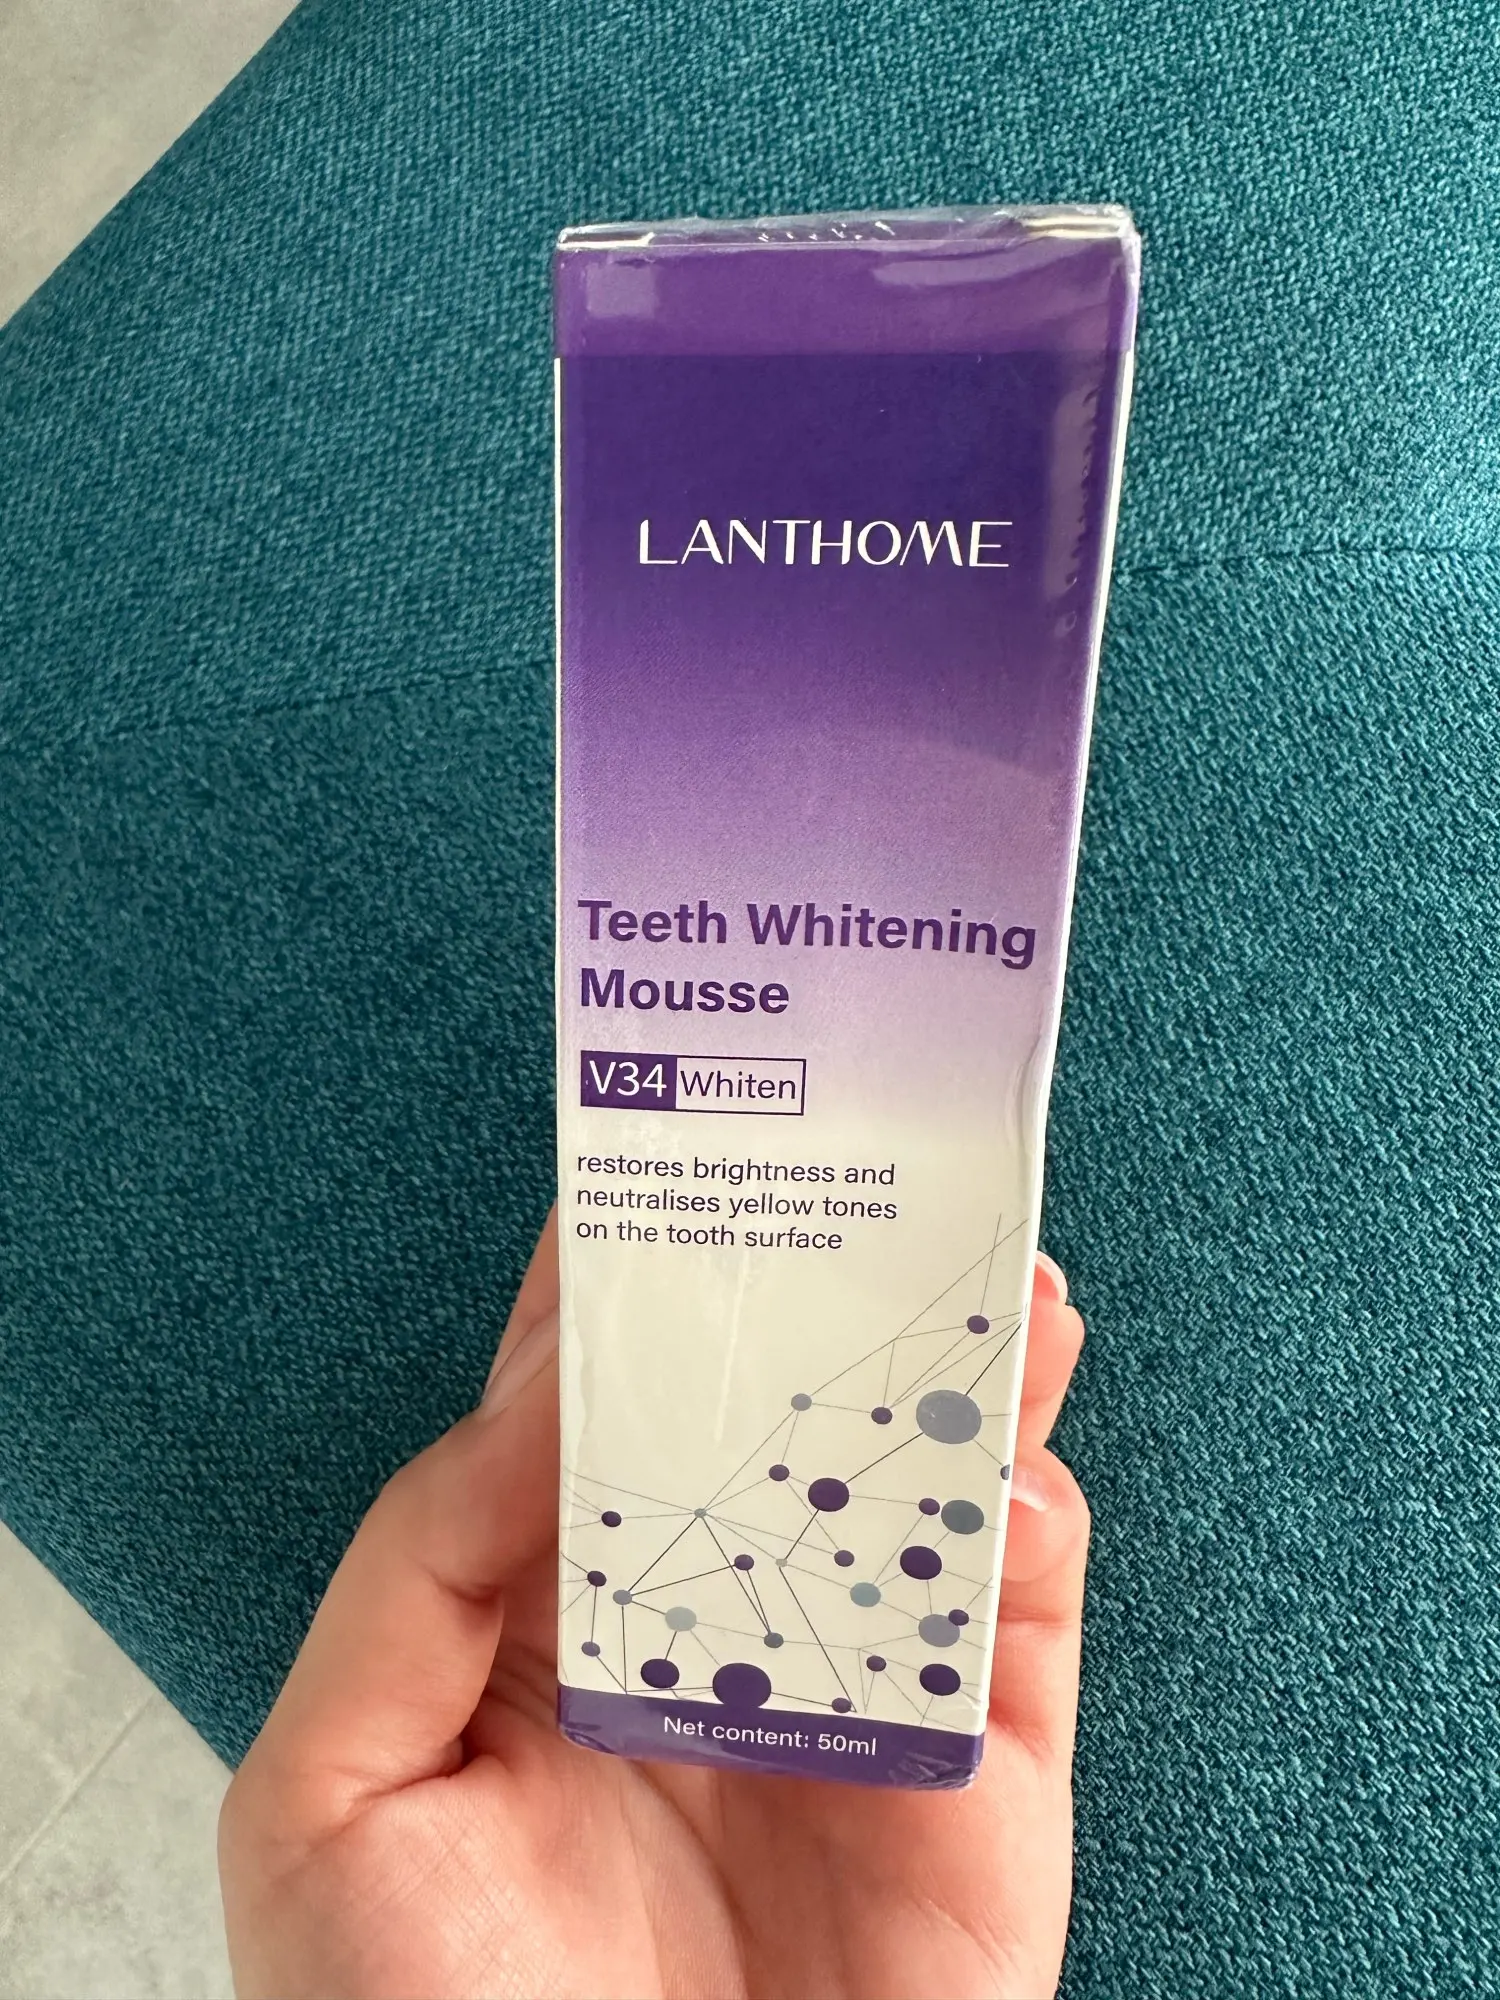 LANTHOME
Teeth Whitening
Mousse
V34 Whiten
restores brightness and
neutralises yellow tones
on the tooth surface
Net content: 50ml